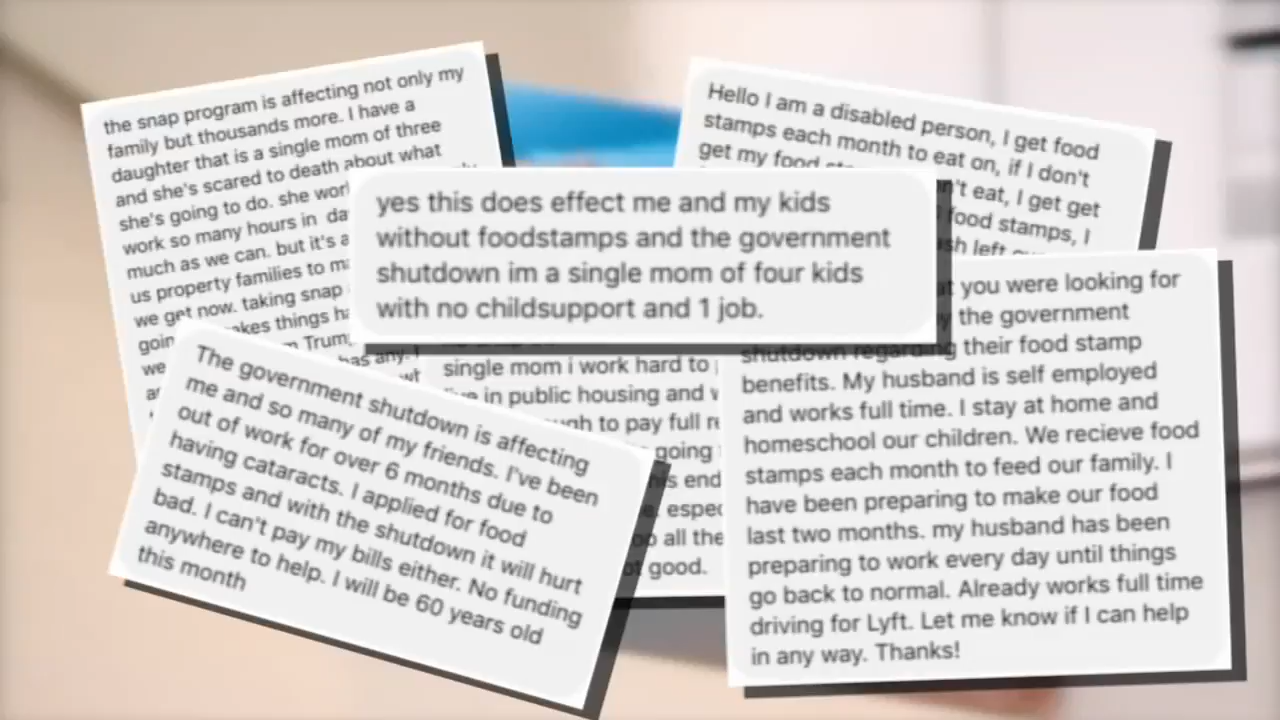 the snap program is affecting not only my
family but thousands more. I have a
daughter that is a single mom of three
and she's scared to death about what
she's going to do. she
work so many hours in
much as we can. but it's a
us property families to
we get now. taking snap
things
we
Hello I am a disabled person, I get food
stamps each month to eat on, if I don't
get my food
eat, I get get
food stamps, I
left
yes this does effect me and my kids
without foodstamps and the government
shutdown im a single mom of four kids
with no childsupport and 1 job.
single mom i work hard to
in public housing and
to pay full
going
end
all the
good.
you were looking for
the government
shutdown regarding their food stamp
benefits. My husband is self employed
and works full time. I stay at home and
homeschool our children. We recieve food
stamps each month to feed our family. I
have been preparing to make our food
last two months. my husband has been
preparing to work every day until things
go back to normal. Already works full time
driving for Lyft. Let me know if I can help
in any way. Thanks!
The government shutdown is affecting
me and so many of my friends. I've been
out of work for over 6 months due to
having cataracts. I applied for food
stamps and with the shutdown it will hurt
bad. I can't pay my bills either. No funding
anywhere to help. I will be 60 years old
this month